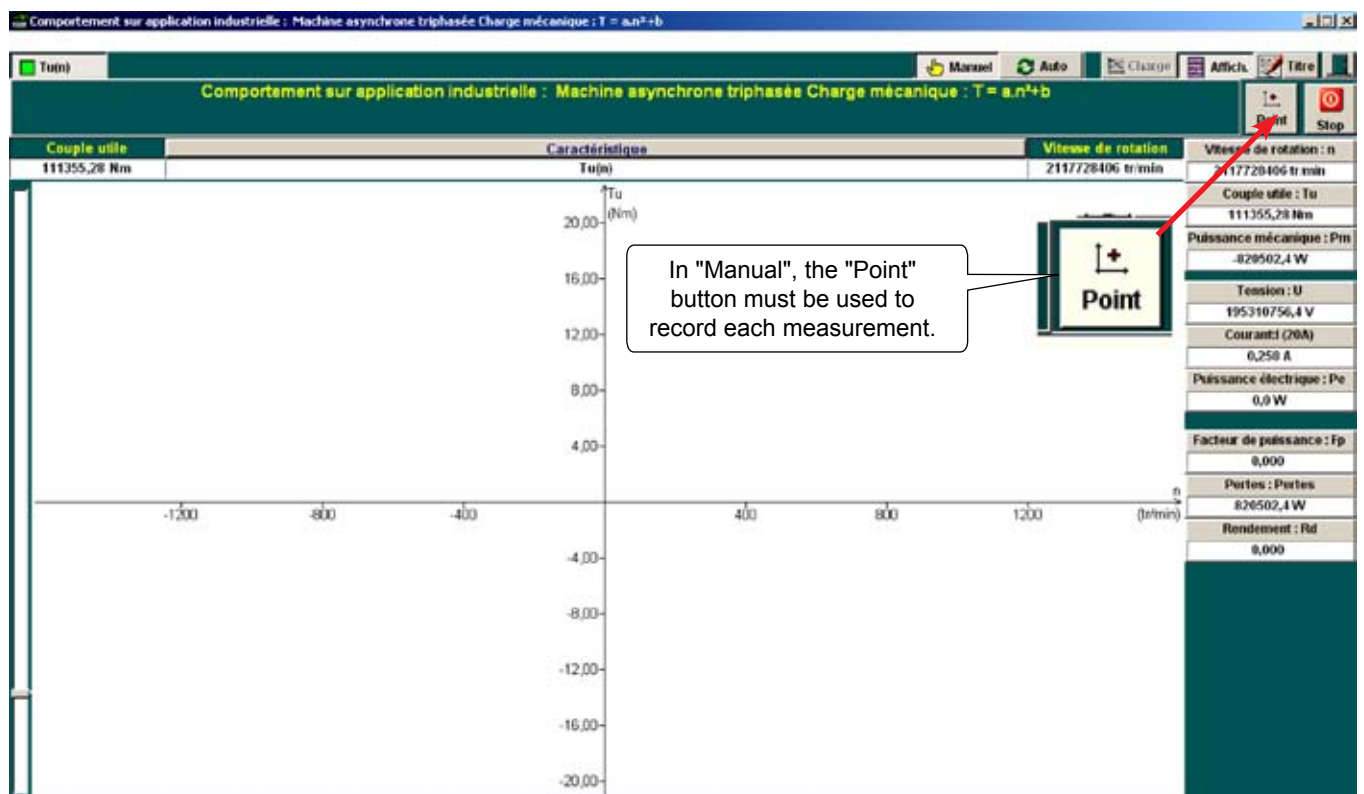 Comportement sur application industrielle : Machine asynchrone triphasée Charge mécanique : T = a.n²+b
Tu(n)
Manuel
Auto
Charge
Affich.
Titre
Comportement sur application industrielle : Machine asynchrone triphasée Charge mécanique : T = a.n²+b
Point
Stop
Couple utile
Caractéristique
Vitesse de rotation
Vitesse de rotation : n
111355,28 Nm
Tu(n)
2117728406 tr/min
2117728406 tr/min
Couple utile : Tu
111355,28 Nm
Puissance mécanique : Pm
-820502,4 W
Tension : U
195310756,4 V
Courant:I (20A)
0,258 A
Puissance électrique : Pe
0,0 W
Facteur de puissance : Fp
0,000
Pertes : Pertes
820502,4 W
Rendement : Rd
0,000
Tu
(Nm)
20,00
16,00
12,00
8,00
4,00
-1200
-800
-400
400
800
1200
n
(tr/min)
-4,00
-8,00
-12,00
-16,00
-20,00
In "Manual", the "Point"
button must be used to
record each measurement.
Point